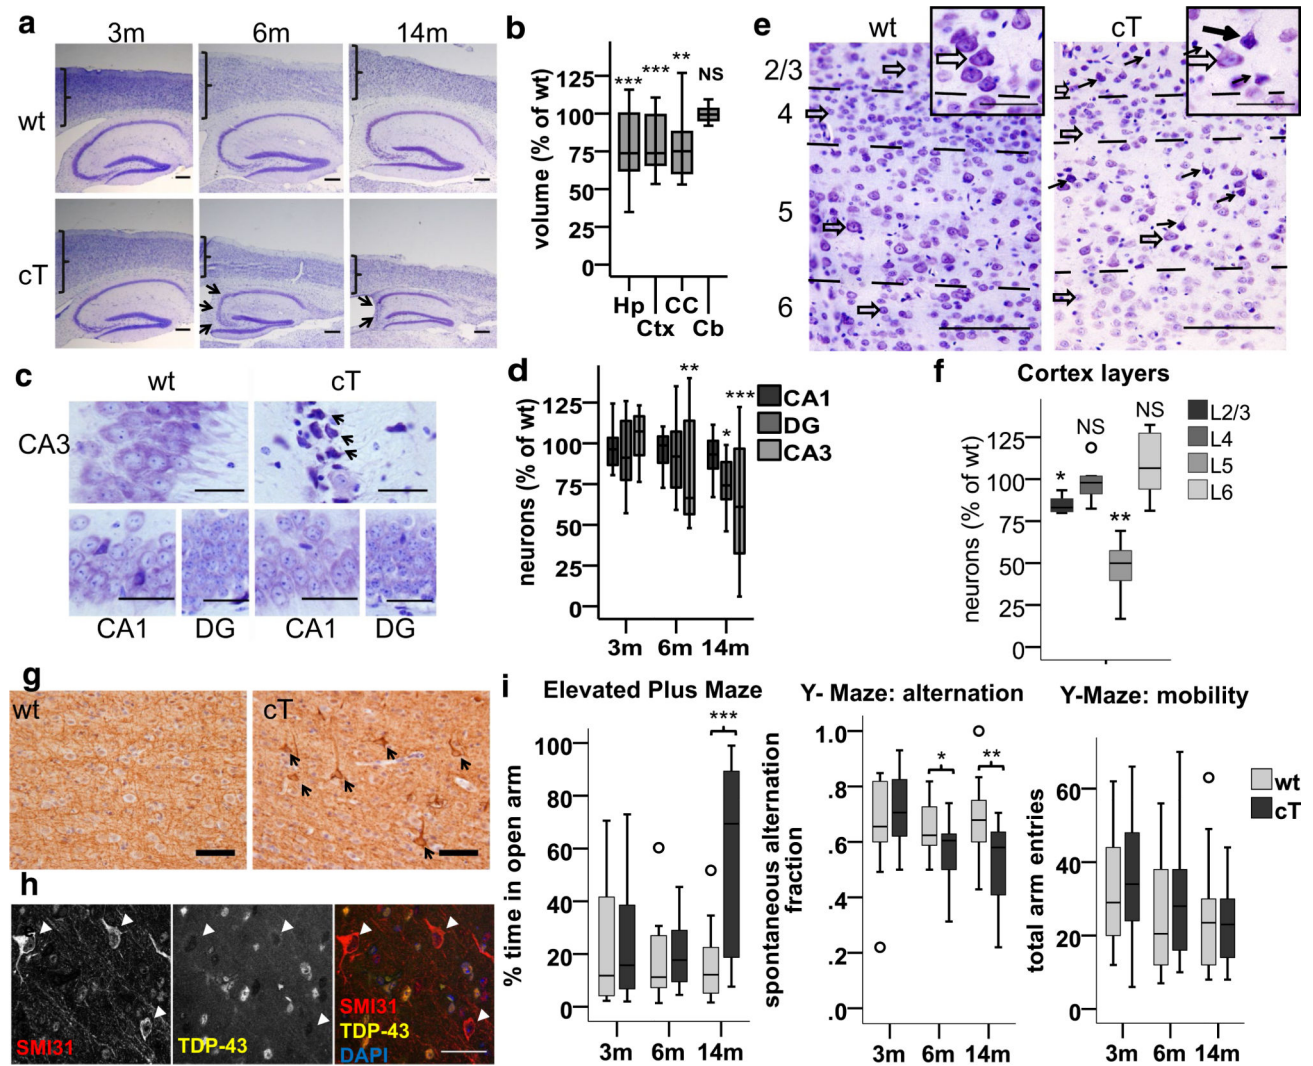 a
3m 6m 14m
wt
cT
b
volume (% of wt)
125
100
75
50
25
0
*** *** ** NS
Hp Ctx CC Cb
c
wt cT
CA3
CA1 DG CA1 DG
d
neurons (% of wt)
125
100
75
50
25
0
** * ***
CA1
DG
CA3
3m 6m 14m
e
wt cT
2/3
4
5
6
f
Cortex layers
neurons (% of wt)
125
100
75
50
25
0
* NS ** NS
L2/3
L4
L5
L6
g
wt cT
h
SMI31 TDP-43
SMI31
TDP-43
DAPI
i
Elevated Plus Maze
% time in open arm
100
80
60
40
20
0
***
3m 6m 14m
Y- Maze: alternation
spontaneous alternation
fraction
1.0
.8
.6
.4
.2
.0
* **
3m 6m 14m
Y-Maze: mobility
total arm entries
60
40
20
0
3m 6m 14m
wt
cT